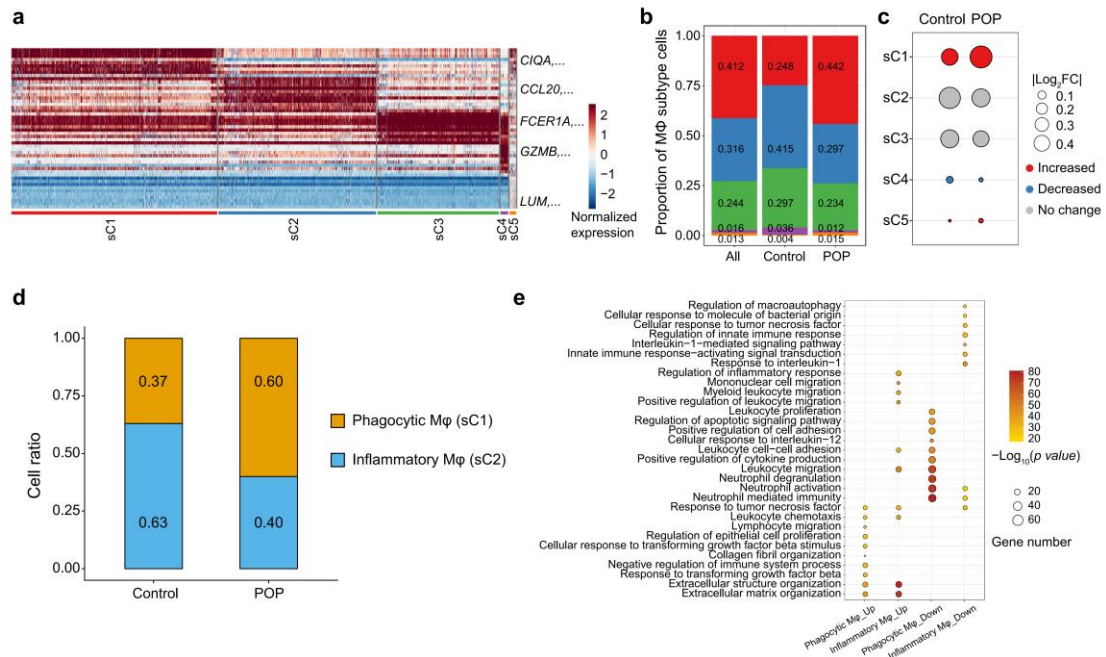 a
CIQA,...
CCL20,...
FCER1A,...
GZMB,...
LUM,...
2
1
0
−1
−2
Normalized
expression
sC1
sC2
sC3
sC4
sC5
b
Proportion of Mφ subtype cells
1.00
0.75
0.50
0.25
0.00
0.412
0.316
0.244
0.016
0.013
0.248
0.415
0.297
0.036
0.004
0.442
0.297
0.234
0.012
0.015
All
Control
POP
c
Control POP
sC1
sC2
sC3
sC4
sC5
|Log2FC|
0.1
0.2
0.3
0.4
Increased
Decreased
No change
d
Cell ratio
1.00
0.75
0.50
0.25
0.00
0.37
0.63
0.60
0.40
Control
POP
Phagocytic Mφ (sC1)
Inflammatory Mφ (sC2)
e
Regulation of macroautophagy
Cellular response to molecule of bacterial origin
Cellular response to tumor necrosis factor
Regulation of innate immune response
Interleukin−1−mediated signaling pathway
Innate immune response−activating signal transduction
Response to interleukin−1
Regulation of inflammatory response
Mononuclear cell migration
Myeloid leukocyte migration
Positive regulation of leukocyte migration
Leukocyte proliferation
Regulation of apoptotic signaling pathway
Positive regulation of cell adhesion
Cellular response to interleukin−12
Leukocyte cell−cell adhesion
Positive regulation of cytokine production
Leukocyte migration
Neutrophil degranulation
Neutrophil activation
Neutrophil mediated immunity
Response to tumor necrosis factor
Leukocyte chemotaxis
Lymphocyte migration
Regulation of epithelial cell proliferation
Cellular response to transforming growth factor beta stimulus
Collagen fibril organization
Negative regulation of immune system process
Response to transforming growth factor beta
Extracellular structure organization
Extracellular matrix organization
Phagocytic Mφ_Up
Inflammatory Mφ_Up
Phagocytic Mφ_Down
Inflammatory Mφ_Down
80
70
60
50
40
30
20
−Log10(p value)
20
40
60
Gene number